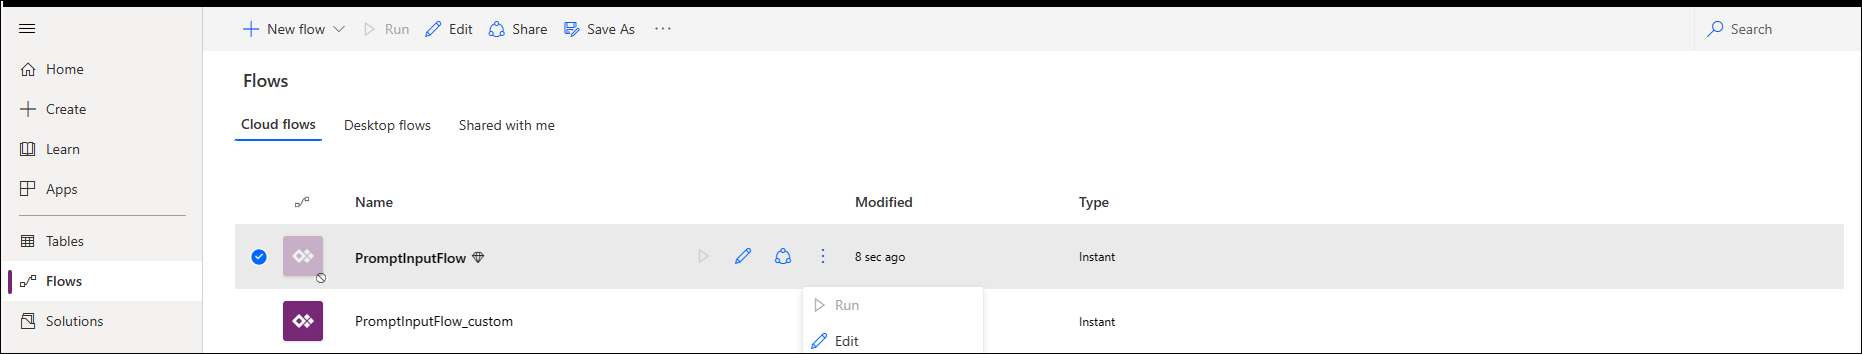 New flow Run Edit Share Save As ... Search
Home
Create
Learn
Apps
Tables
Flows
Solutions
Flows
Cloud flows Desktop flows Shared with me
Name Modified Type
PromptInputFlow 8 sec ago Instant
PromptInputFlow_custom Instant
Run
Edit